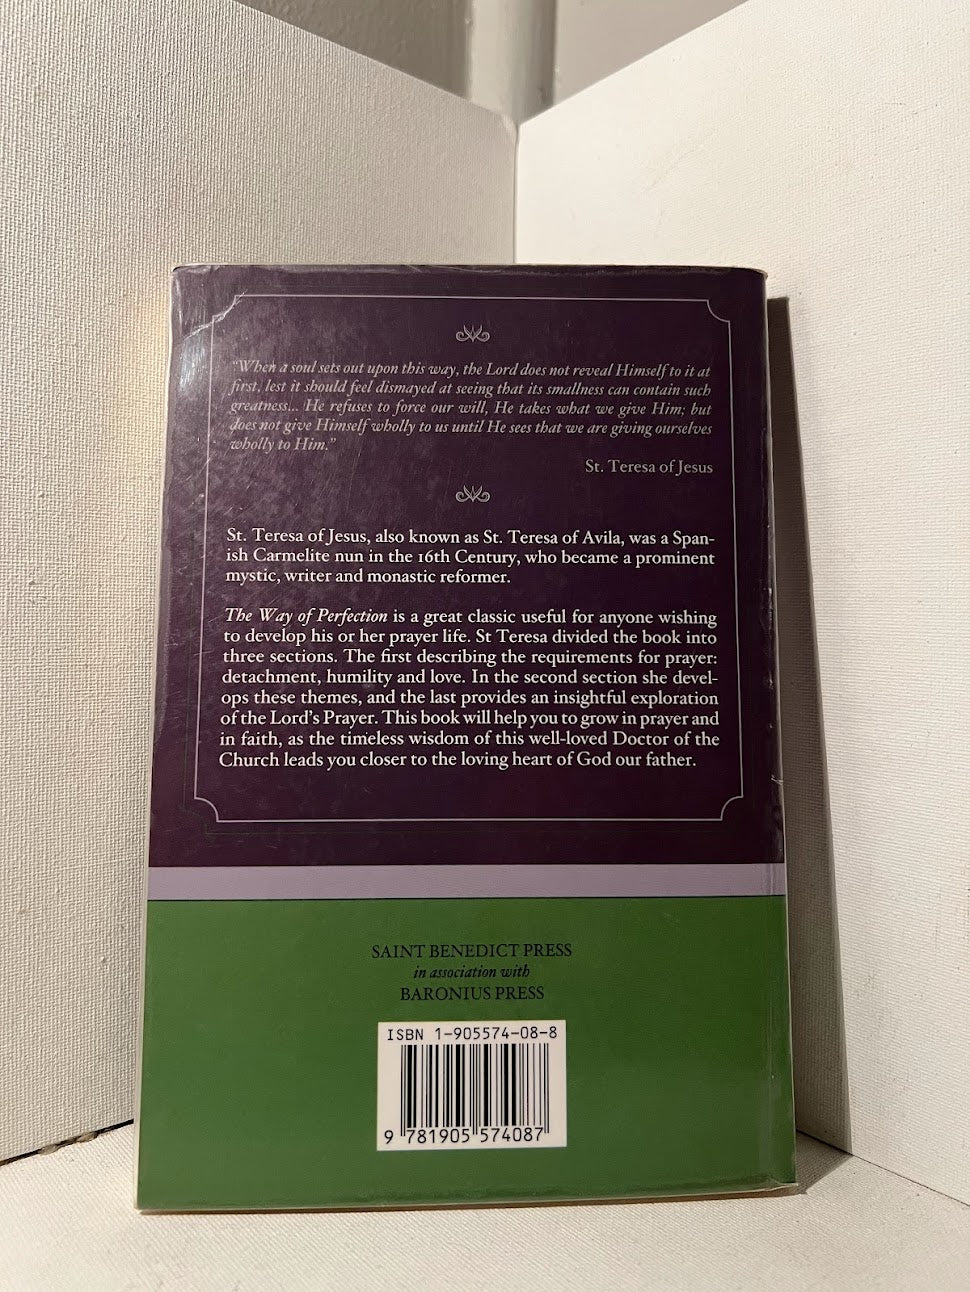 "When a soul sets out upon this way, the Lord does not reveal Himself to it at
first, lest it should feel dismayed at seeing that its smallness can contain such
greatness... He refuses to force our will, He takes what we give Him; but
does not give Himself wholly to us until He sees that we are giving ourselves
wholly to Him."
St. Teresa of Jesus
St. Teresa of Jesus, also known as St. Teresa of Avila, was a Span-
ish Carmelite nun in the 16th Century, who became a prominent
mystic, writer and monastic reformer.
The Way of Perfection is a great classic useful for anyone wishing
to develop his or her prayer life. St Teresa divided the book into
three sections. The first describing the requirements for prayer:
detachment, humility and love. In the second section she devel-
ops these themes, and the last provides an insightful exploration
of the Lord's Prayer. This book will help you to grow in prayer and
in faith, as the timeless wisdom of this well-loved Doctor of the
Church leads you closer to the loving heart of God our father.
SAINT BENEDICT PRESS
in association with
BARONIUS PRESS
ISBN 1-905574-08-8
9 781905 574087